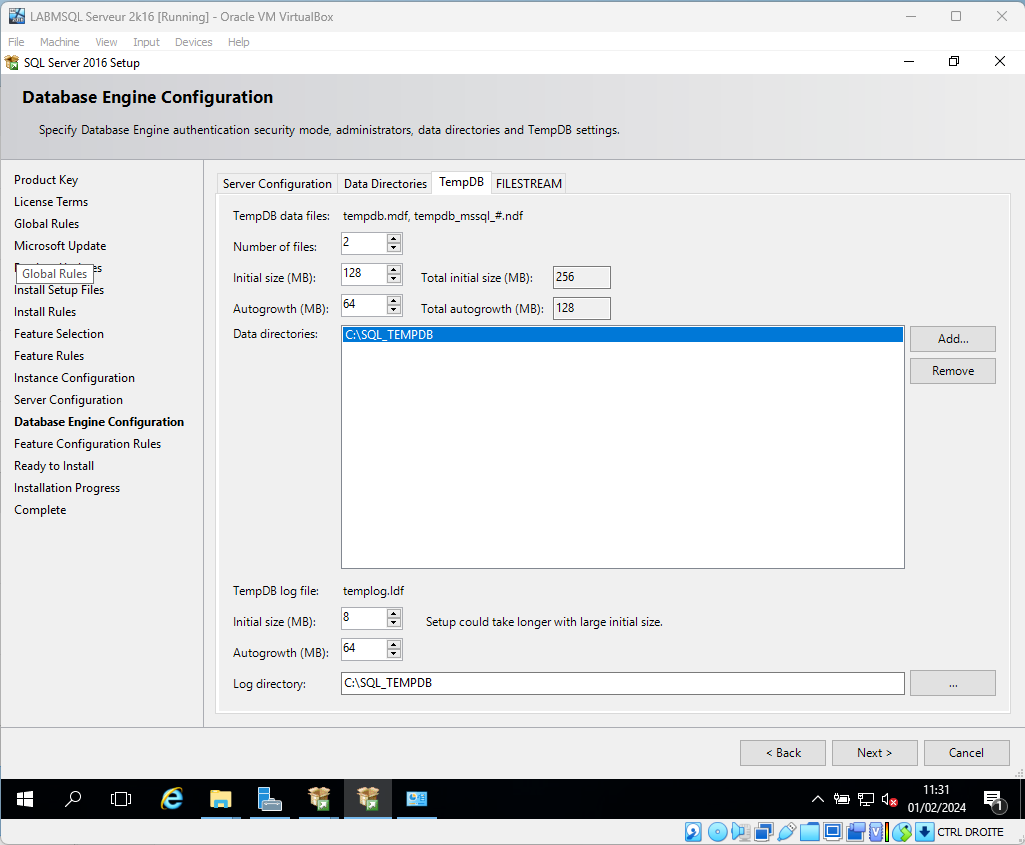 LABMSQL Serveur 2k16 [Running] - Oracle VM VirtualBox
File Machine View Input Devices Help
SQL Server 2016 Setup
Database Engine Configuration
Specify Database Engine authentication security mode, administrators, data directories and TempDB settings.
Product Key
License Terms
Global Rules
Microsoft Update
Global Rules
Install Setup Files
Install Rules
Feature Selection
Feature Rules
Instance Configuration
Server Configuration
Database Engine Configuration
Feature Configuration Rules
Ready to Install
Installation Progress
Complete
Server Configuration Data Directories TempDB FILESTREAM
TempDB data files: tempdb.mdf, tempdb_mssql_#.ndf
Number of files: 2
Initial size (MB): 128 Total initial size (MB): 256
Autogrowth (MB): 64 Total autogrowth (MB): 128
Data directories: C:\SQL_TEMPDB Add...
Remove
TempDB log file: templog.ldf
Initial size (MB): 8 Setup could take longer with large initial size.
Autogrowth (MB): 64
Log directory: C:\SQL_TEMPDB ...
< Back Next > Cancel
11:31
01/02/2024
1
CTRL DROITE